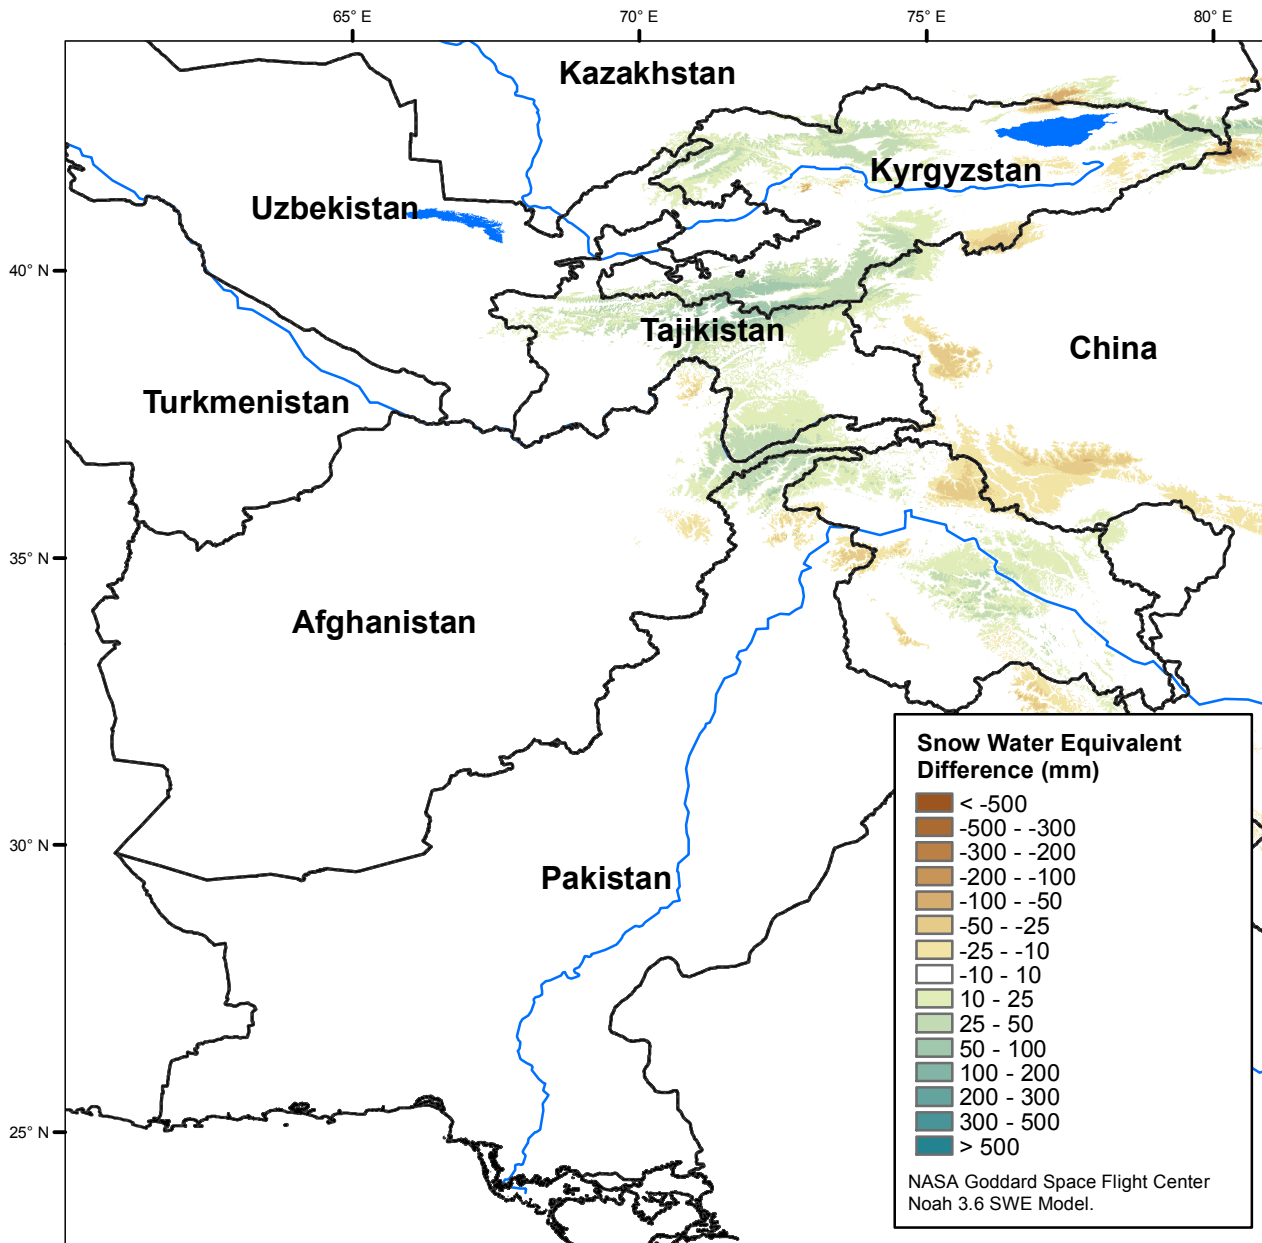 65° E
70° E
75° E
80° E
Kazakhstan
Kyrgyzstan
Uzbekistan
40° N
Tajikistan
China
Turkmenistan
35° N
Afghanistan
30° N
Pakistan
25° N
Snow Water Equivalent
Difference (mm)
< -500
-500 - -300
-300 - -200
-200 - -100
-100 - -50
-50 - -25
-25 - -10
-10 - 10
10 - 25
25 - 50
50 - 100
100 - 200
200 - 300
300 - 500
> 500
NASA Goddard Space Flight Center
Noah 3.6 SWE Model.